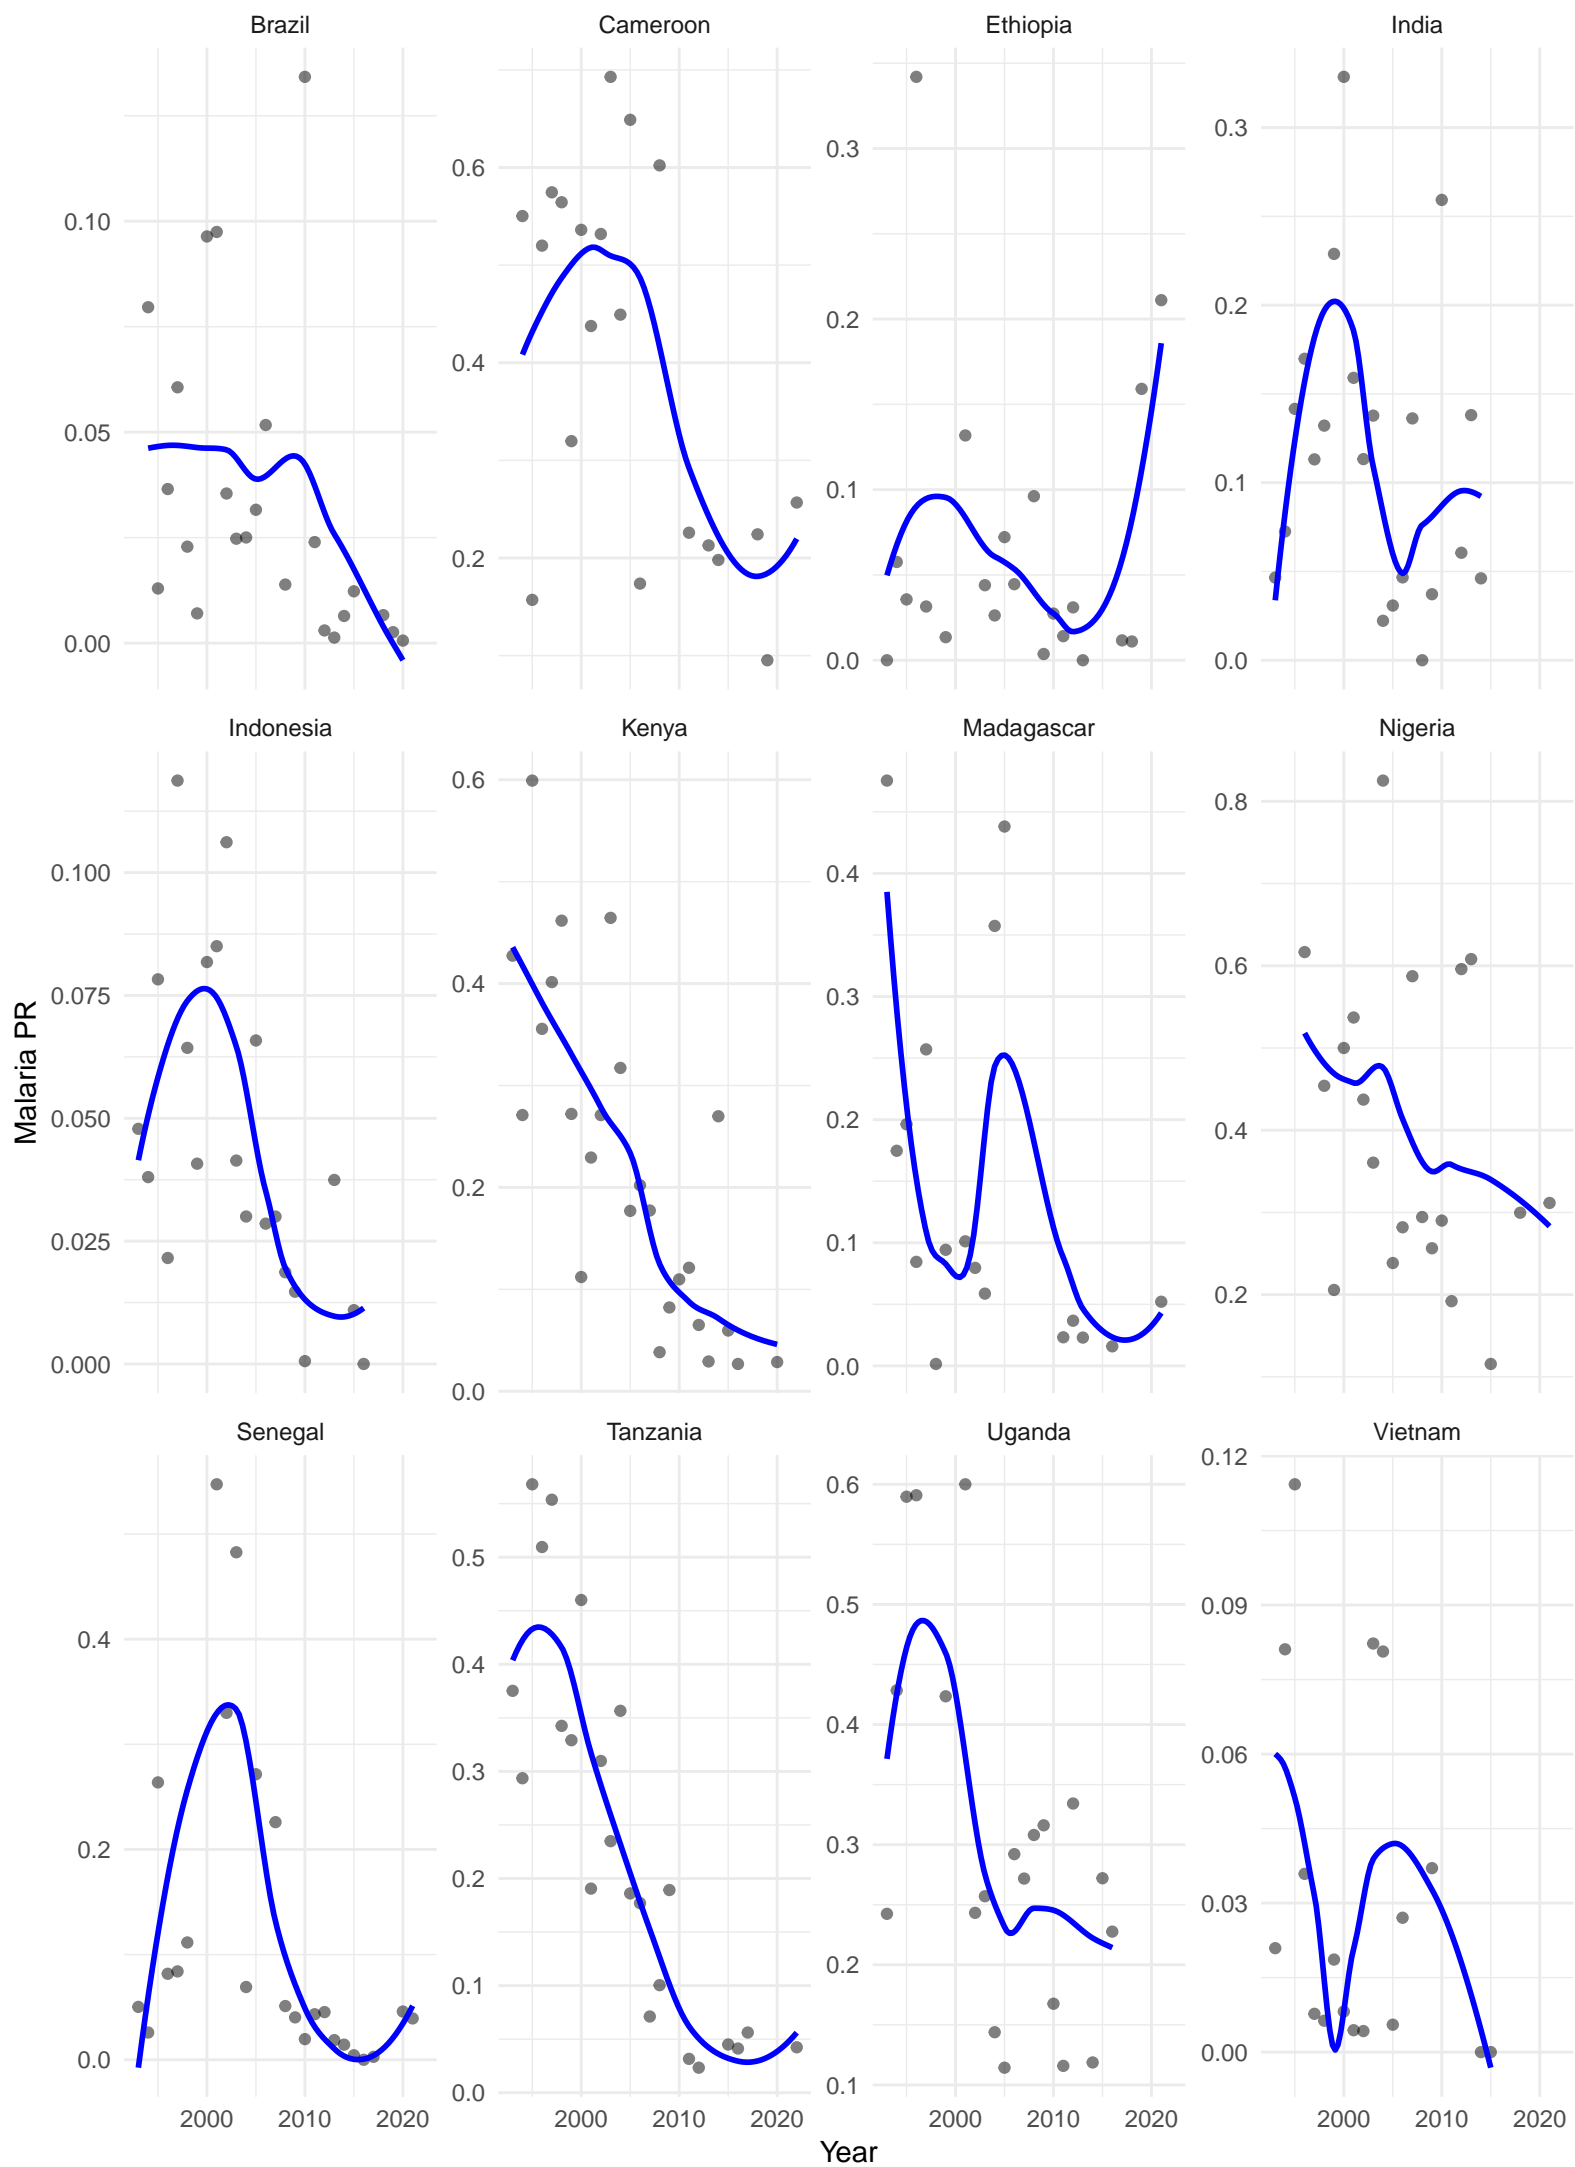 Brazil
Cameroon
Ethiopia
India
0.10
0.05
0.00
0.6
0.4
0.2
0.3
0.2
0.1
0.0
0.3
0.2
0.1
0.0
Indonesia
Kenya
Madagascar
Nigeria
0.100
0.075
0.050
0.025
0.000
0.6
0.4
0.2
0.0
0.4
0.3
0.2
0.1
0.0
0.8
0.6
0.4
0.2
Malaria PR
Senegal
Tanzania
Uganda
Vietnam
0.4
0.2
0.0
0.5
0.4
0.3
0.2
0.1
0.0
0.6
0.5
0.4
0.3
0.2
0.1
0.12
0.09
0.06
0.03
0.00
2000 2010 2020
2000 2010 2020
2000 2010 2020
2000 2010 2020
Year